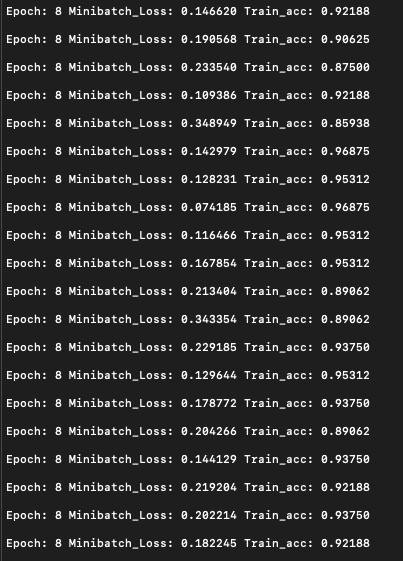 Epoch: 8 Minibatch_Loss: 0.146620 Train_acc: 0.92188
Epoch: 8 Minibatch_Loss: 0.190568 Train_acc: 0.90625
Epoch: 8 Minibatch_Loss: 0.233540 Train_acc: 0.87500
Epoch: 8 Minibatch_Loss: 0.109386 Train_acc: 0.92188
Epoch: 8 Minibatch_Loss: 0.348949 Train_acc: 0.85938
Epoch: 8 Minibatch_Loss: 0.142979 Train_acc: 0.96875
Epoch: 8 Minibatch_Loss: 0.128231 Train_acc: 0.95312
Epoch: 8 Minibatch_Loss: 0.074185 Train_acc: 0.96875
Epoch: 8 Minibatch_Loss: 0.116466 Train_acc: 0.95312
Epoch: 8 Minibatch_Loss: 0.167854 Train_acc: 0.95312
Epoch: 8 Minibatch_Loss: 0.213404 Train_acc: 0.89062
Epoch: 8 Minibatch_Loss: 0.343354 Train_acc: 0.89062
Epoch: 8 Minibatch_Loss: 0.229185 Train_acc: 0.93750
Epoch: 8 Minibatch_Loss: 0.129644 Train_acc: 0.95312
Epoch: 8 Minibatch_Loss: 0.178772 Train_acc: 0.93750
Epoch: 8 Minibatch_Loss: 0.204266 Train_acc: 0.89062
Epoch: 8 Minibatch_Loss: 0.144129 Train_acc: 0.93750
Epoch: 8 Minibatch_Loss: 0.219204 Train_acc: 0.92188
Epoch: 8 Minibatch_Loss: 0.202214 Train_acc: 0.93750
Epoch: 8 Minibatch_Loss: 0.182245 Train_acc: 0.92188